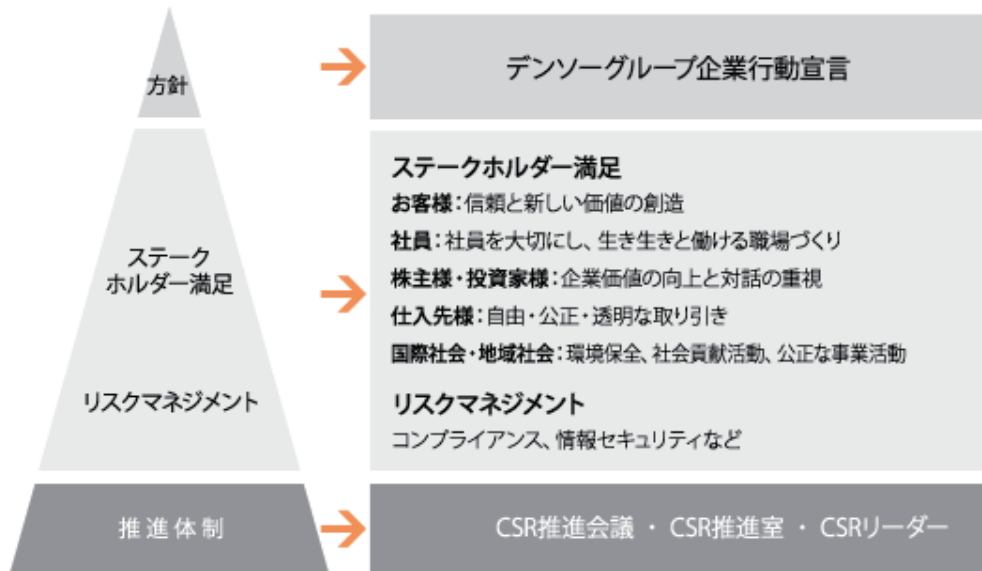 方針
デンソーグループ企業行動宣言
ステーク
ホルダー満足
リスクマネジメント
ステークホルダー満足
お客様：信頼と新しい価値の創造
社員：社員を大切にし、生き生きと働ける職場づくり
株主様・投資家様：企業価値の向上と対話の重視
仕入先様：自由・公正・透明な取り引き
国際社会・地域社会：環境保全、社会貢献活動、公正な事業活動
リスクマネジメント
コンプライアンス、情報セキュリティなど
推進体制
CSR推進会議 ・ CSR推進室 ・ CSRリーダー